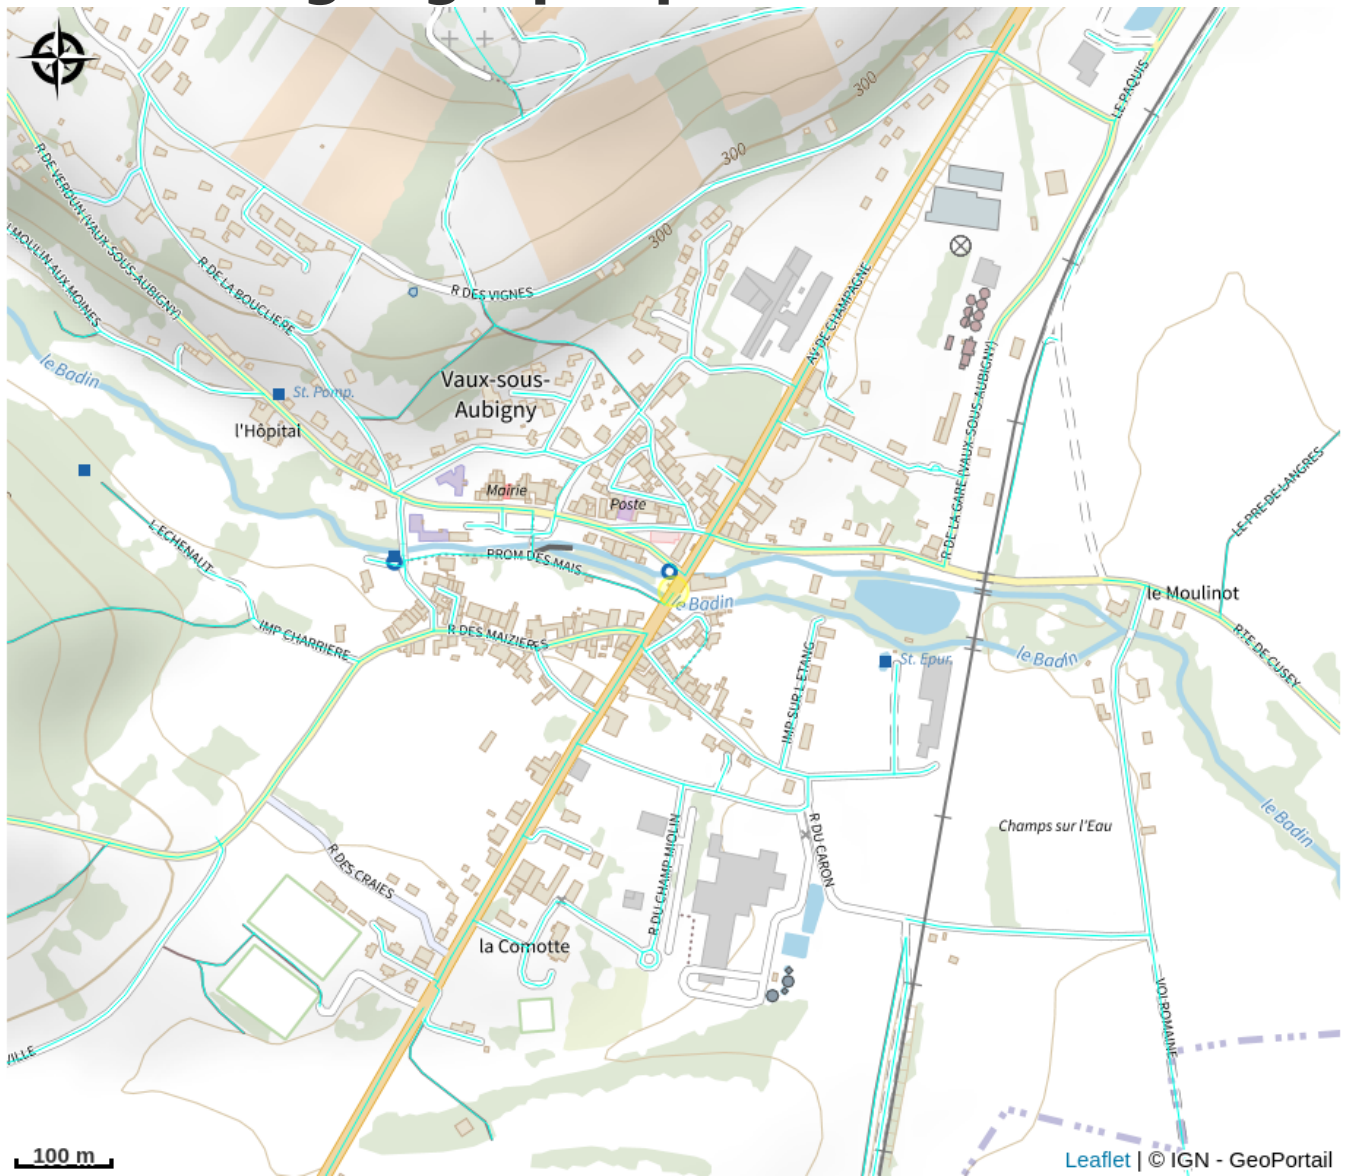 LE PAQUIS
300
300
300
R DE VERDUN (VAUX-SOUS-AUBIGNY)
MOULIN AUX MOINES
R DE LA BOUCLIERE
R DES VIGNES
AV DE CHAMPAGNE
le Badin
St. Pomp.
Vaux-sous-
Aubigny
l'Hôpital
R DE LA GARE (VAUX-SOUS-AUBIGNY)
LE PRE DE LANGRES
Mairie
Poste
L'ECHENAUT
PROM DES MAIS
le Badin
le Moulinot
IMP CHARRIERE
R DES MAIZIERES
IMP SUR L'ETANG
St. Epur.
le Badin
RTE DE CUSEY
le Badin
Champs sur l'Eau
R DES CRAIES
R DU CHAMP MIOLIN
R DU CARON
la Comotte
VOI ROMAINE
VILLE
100 m
Leaflet | © IGN - GeoPortail